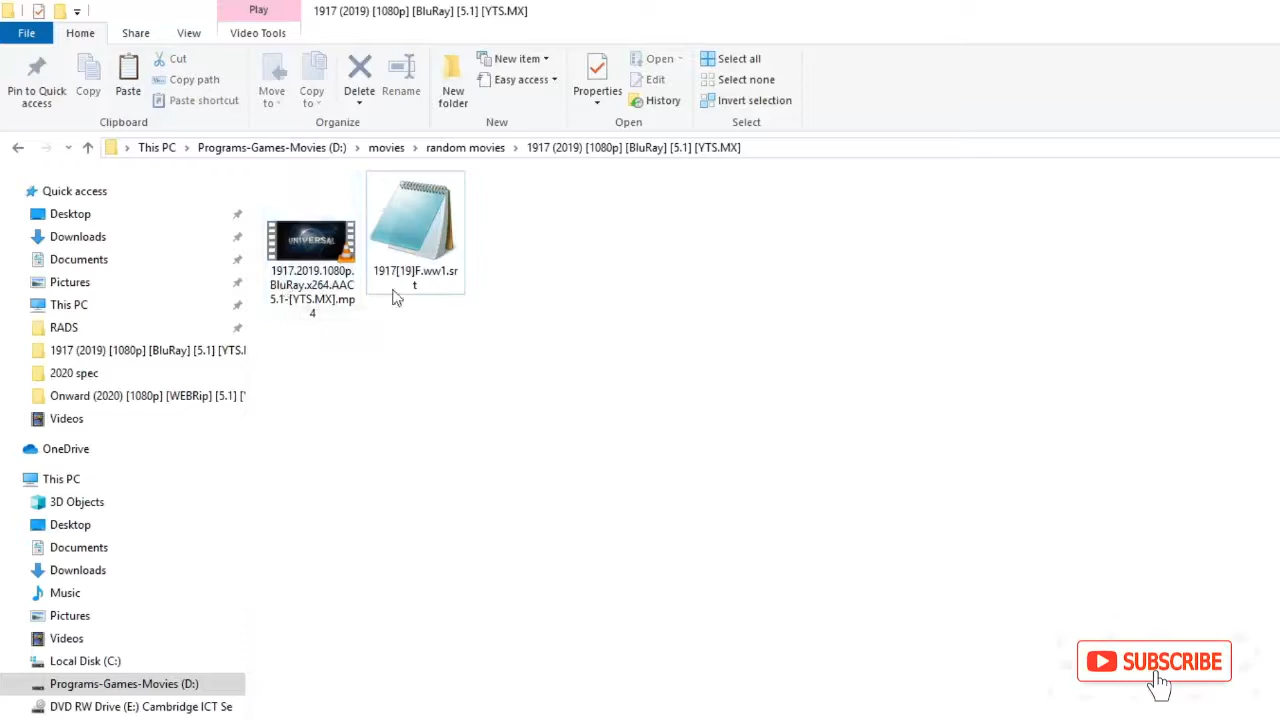 Play
1917 (2019) [1080p] [BluRay] [5.1] [YTS.MX]
File
Home
Share
View
Video Tools
Pin to Quick
access
Copy
Paste
Cut
Copy path
Paste shortcut
Clipboard
Move
to
Copy
to
Delete
Rename
Organize
New
folder
New item
Easy access
New
Properties
Open
Edit
History
Open
Select all
Select none
Invert selection
Select
This PC > Programs-Games-Movies (D:) > movies > random movies > 1917 (2019) [1080p] [BluRay] [5.1] [YTS.MX]
Quick access
Desktop
Downloads
Documents
Pictures
This PC
RADS
1917 (2019) [1080p] [BluRay] [5.1] [YTS.I
2020 spec
Onward (2020) [1080p] [WEBRip] [5.1] ['
Videos
OneDrive
This PC
3D Objects
Desktop
Documents
Downloads
Music
Pictures
Videos
Local Disk (C:)
Programs-Games-Movies (D:)
DVD RW Drive (E:) Cambridge ICT Se
UNIVERSAL
1917.2019.1080p.
BluRay.x264.AAC
5.1-[YTS.MX].mp
4
1917[19]F.ww1.sr
t
SUBSCRIBE